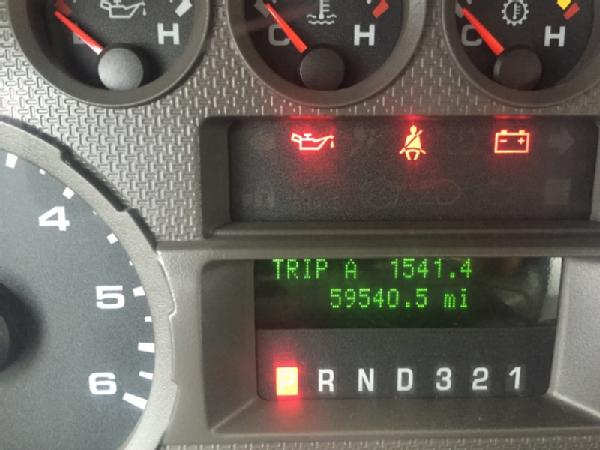 L H C H C H
4
TRIP A 1541.4
5 59540.5 mi
6 P R N D 3 2 1